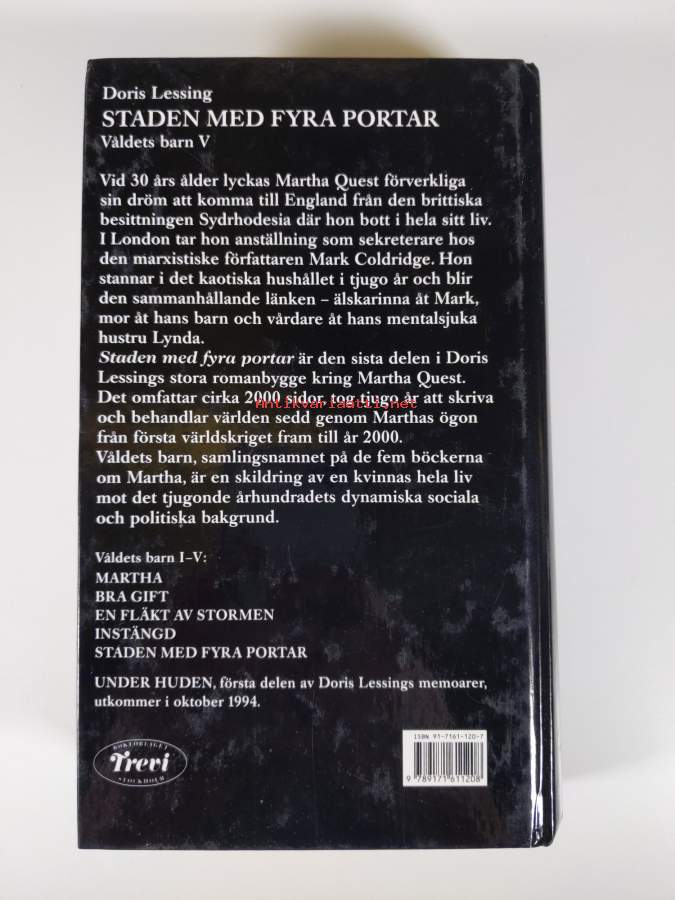 Doris Lessing
STADEN MED FYRA PORTAR
Våldets barn V
Vid 30 års ålder lyckas Martha Quest förverkliga
sin dröm att komma till England från den brittiska
besittningen Sydrhodesia där hon bott i hela sitt liv.
I London tar hon anställning som sekreterare hos
den marxistiske författaren Mark Coldridge. Hon
stannar i det kaotiska hushållet i tjugo år och blir
den sammanhållande länken – älskarinna åt Mark,
mor åt hans barn och vårdare åt hans mentalsjuka
hustru Lynda.
Staden med fyra portar är den sista delen i Doris
Lessings stora romanbygge kring Martha Quest.
Det omfattar cirka 2000 sidor, tog tjugo år att skriva
Antikvariaatti.net
och behandlar världen sedd genom Marthas ögon
från första världskriget fram till år 2000.
Våldets barn, samlingsnamnet på de fem böckerna
om Martha, är en skildring av en kvinnas hela liv
mot det tjugonde århundradets dynamiska sociala
och politiska bakgrund.
Våldets barn I–V:
MARTHA
BRA GIFT
EN FLÄKT AV STORMEN
INSTÄNGD
STADEN MED FYRA PORTAR
UNDER HUDEN, första delen av Doris Lessings memoarer,
utkommer i oktober 1994.
ISBN 91-7161-120-7
9 789171 611208
BOKFÖRLAGET
Trevi
STOCKHOLM